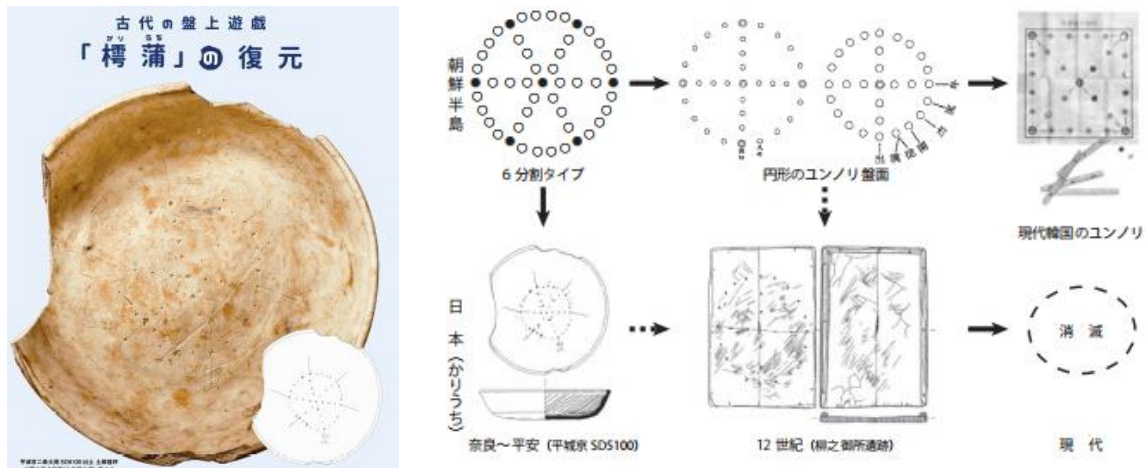 古代の盤上遊戯
かり うち
「樗蒲」の復元
朝鮮半島
6分割タイプ
円形のユンノリ盤面
現代韓国のユンノリ
日本(かりうち)
奈良～平安(平城京 SD5100)
12世紀(柳之御所遺跡)
消滅
現代